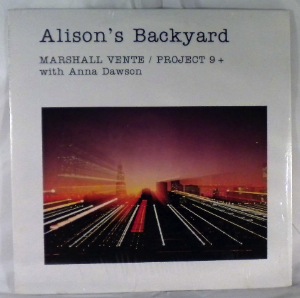 Alison's Backyard
MARSHALL VENTE / PROJECT 9+
with Anna Dawson